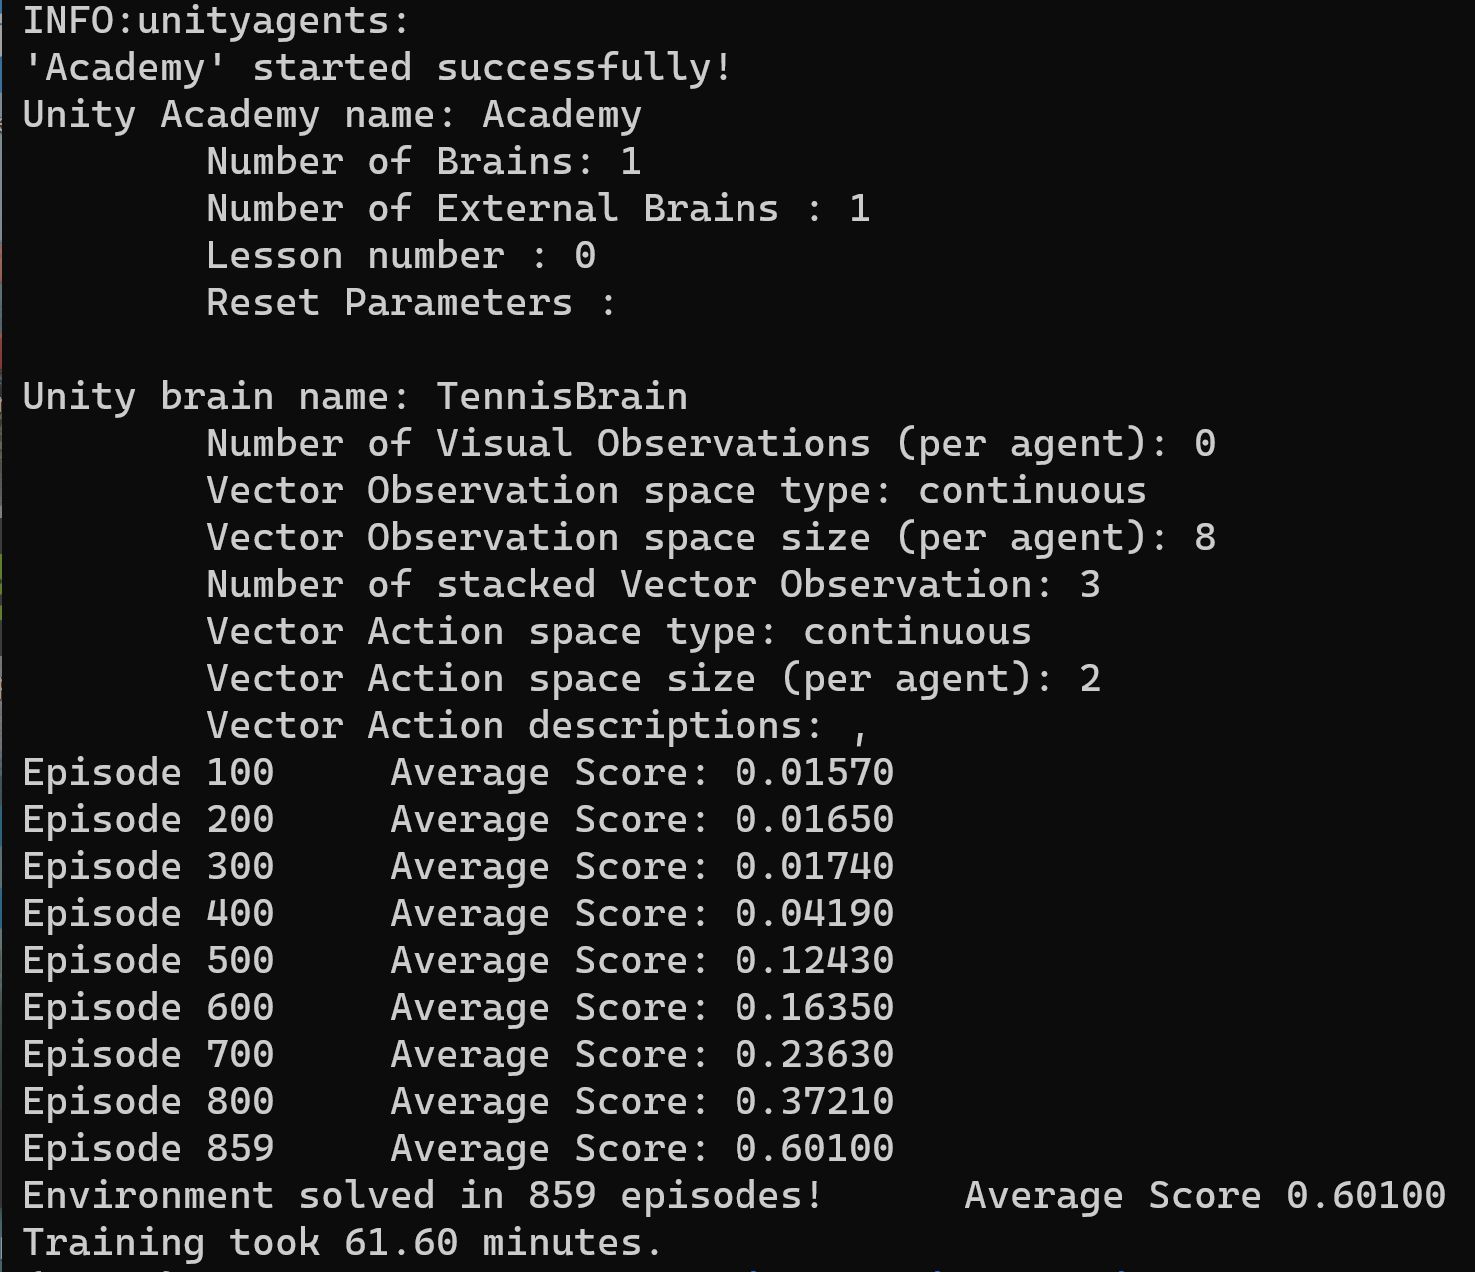 INFO:unityagents:
'Academy' started successfully!
Unity Academy name: Academy
        Number of Brains: 1
        Number of External Brains : 1
        Lesson number : 0
        Reset Parameters :

Unity brain name: TennisBrain
        Number of Visual Observations (per agent): 0
        Vector Observation space type: continuous
        Vector Observation space size (per agent): 8
        Number of stacked Vector Observation: 3
        Vector Action space type: continuous
        Vector Action space size (per agent): 2
        Vector Action descriptions: ,
Episode 100     Average Score: 0.01570
Episode 200     Average Score: 0.01650
Episode 300     Average Score: 0.01740
Episode 400     Average Score: 0.04190
Episode 500     Average Score: 0.12430
Episode 600     Average Score: 0.16350
Episode 700     Average Score: 0.23630
Episode 800     Average Score: 0.37210
Episode 859     Average Score: 0.60100
Environment solved in 859 episodes!      Average Score 0.60100
Training took 61.60 minutes.